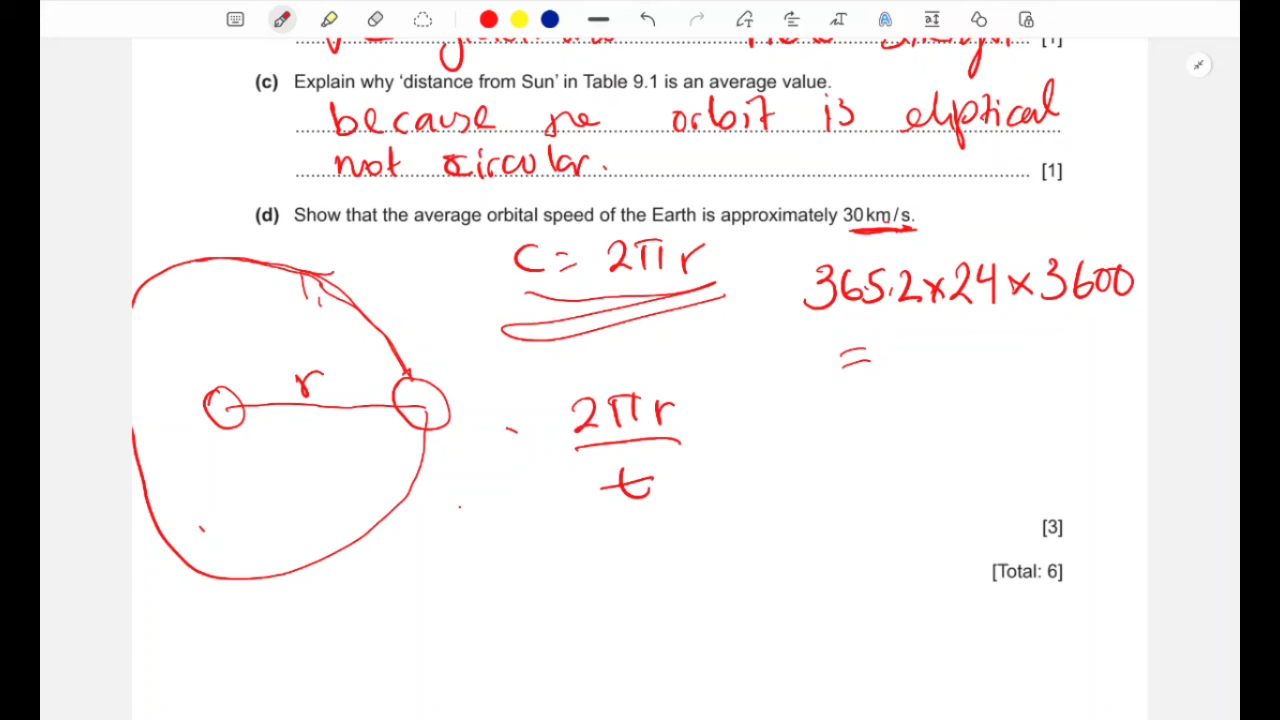 [1]
(c) Explain why ‘distance from Sun’ in Table 9.1 is an average value.
because the orbit is eliptical
not circular.
[1]
(d) Show that the average orbital speed of the Earth is approximately 30 km/s.
C = 2πr
365.2×24×3600
=
r
2πr
t
[3]
[Total: 6]